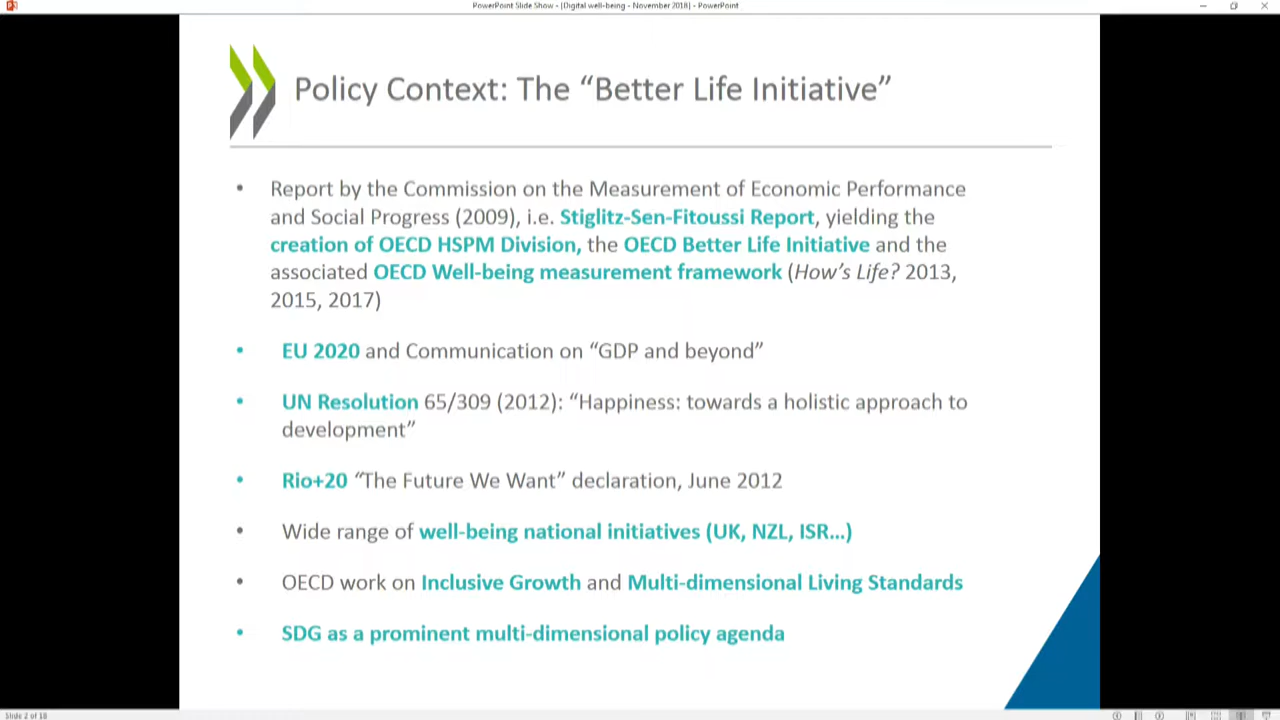 PowerPoint Slide Show - [Digital well-being - November 2018] - PowerPoint
Policy Context: The “Better Life Initiative”
• Report by the Commission on the Measurement of Economic Performance
and Social Progress (2009), i.e. Stiglitz-Sen-Fitoussi Report, yielding the
creation of OECD HSPM Division, the OECD Better Life Initiative and the
associated OECD Well-being measurement framework (How’s Life? 2013,
2015, 2017)
• EU 2020 and Communication on “GDP and beyond”
• UN Resolution 65/309 (2012): “Happiness: towards a holistic approach to
development”
• Rio+20 “The Future We Want” declaration, June 2012
• Wide range of well-being national initiatives (UK, NZL, ISR…)
• OECD work on Inclusive Growth and Multi-dimensional Living Standards
• SDG as a prominent multi-dimensional policy agenda
Slide 2 of 18